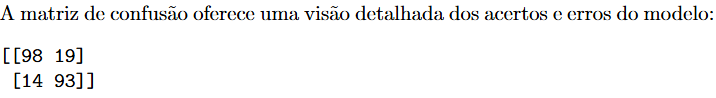 A matriz de confusão oferece uma visão detalhada dos acertos e erros do modelo:
[[98 19]
[14 93]]